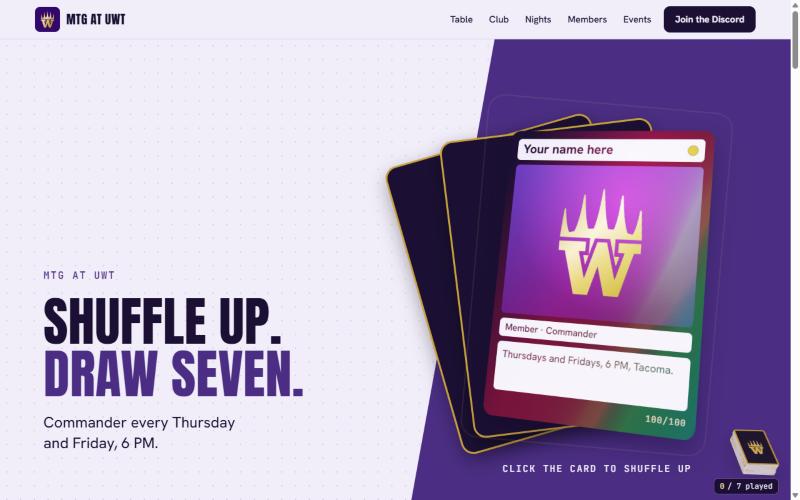 MTG AT UWT
Table
Club
Nights
Members
Events
Join the Discord
MTG AT UWT
SHUFFLE UP.
DRAW SEVEN.
Commander every Thursday
and Friday, 6 PM.
Your name here
W
Member · Commander
Thursdays and Fridays, 6 PM, Tacoma.
100/100
CLICK THE CARD TO SHUFFLE UP
0 / 7 played